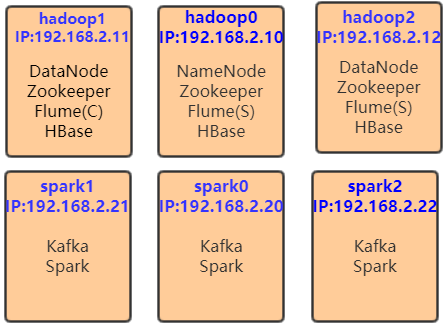 hadoop1
IP:192.168.2.11
DataNode
Zookeeper
Flume(C)
HBase
hadoop0
IP:192.168.2.10
NameNode
Zookeeper
Flume(S)
HBase
hadoop2
IP:192.168.2.12
DataNode
Zookeeper
Flume(S)
HBase
spark1
IP:192.168.2.21
Kafka
Spark
spark0
IP:192.168.2.20
Kafka
Spark
spark2
IP:192.168.2.22
Kafka
Spark